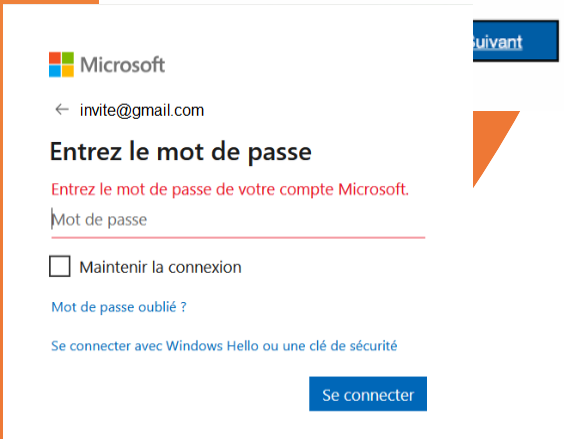 Suivant
Microsoft
← invite@gmail.com
Entrez le mot de passe
Entrez le mot de passe de votre compte Microsoft.
Mot de passe
Maintenir la connexion
Mot de passe oublié ?
Se connecter avec Windows Hello ou une clé de sécurité
Se connecter